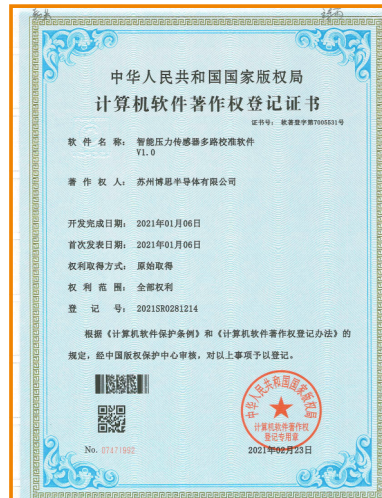 中华人民共和国国家版权局
计算机软件著作权登记证书
证书号： 软著登字第7005531号
软件名称： 智能压力传感器多路校准软件
V1.0
著作权人： 苏州博思半导体有限公司
开发完成日期： 2021年01月06日
首次发表日期： 2021年01月06日
权利取得方式： 原始取得
权利范围： 全部权利
登记号： 2021SR0281214
根据《计算机软件保护条例》和《计算机软件著作权登记办法》的
规定，经中国版权保护中心审核，对以上事项予以登记。
中华人民共和国国家版权局
计算机软件著作权
登记专用章
No. 07471992
2021年02月23日